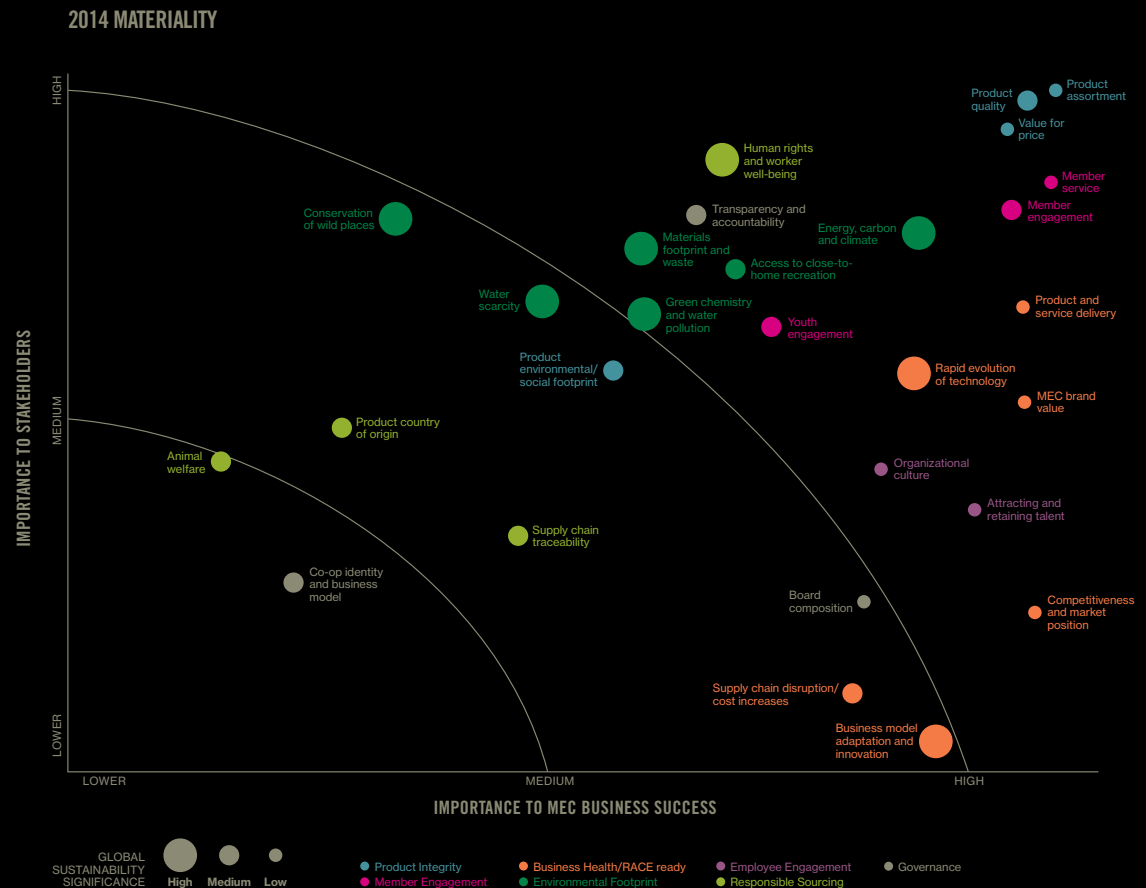 2014 MATERIALITY
HIGH
Product
assortment
Product
quality
Value for
price
Human rights
and worker
well-being
Member
service
Member
engagement
Conservation
of wild places
Transparency and
accountability
Energy, carbon
and climate
Materials
footprint and
waste
Access to close-to-
home recreation
Water
scarcity
Green chemistry
and water
pollution
Product and
service delivery
Youth
engagement
IMPORTANCE TO STAKEHOLDERS
Product
environmental/
social footprint
Rapid evolution
of technology
MEC brand
value
MEDIUM
Product country
of origin
Animal
welfare
Organizational
culture
Attracting and
retaining talent
Supply chain
traceability
Co-op identity
and business
model
Board
composition
Competitiveness
and market
position
Supply chain disruption/
cost increases
LOWER
Business model
adaptation and
innovation
LOWER
MEDIUM
HIGH
IMPORTANCE TO MEC BUSINESS SUCCESS
GLOBAL
SUSTAINABILITY
SIGNIFICANCE
High
Medium
Low
Product Integrity
Business Health/RACE ready
Employee Engagement
Governance
Member Engagement
Environmental Footprint
Responsible Sourcing